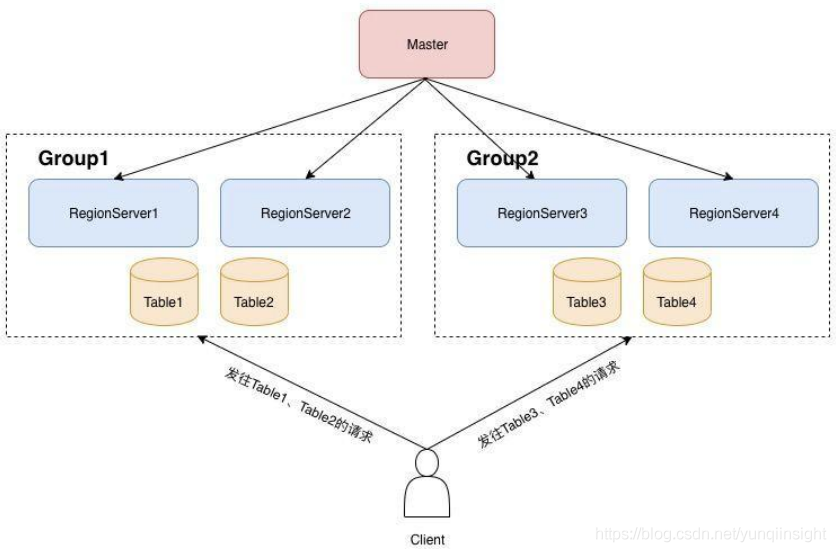 Master
Group1
Group2
RegionServer1
RegionServer2
RegionServer3
RegionServer4
Table1
Table2
Table3
Table4
发往Table1、Table2的请求
发往Table3、Table4的请求
Client
https://blog.csdn.net/yunqiinsight